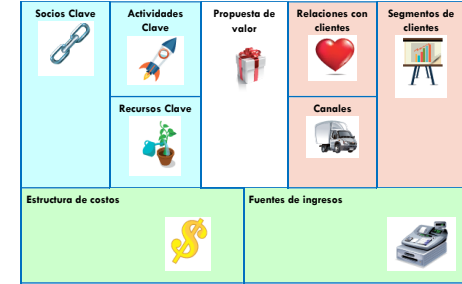 Socios Clave
Actividades
Clave
Propuesta de
valor
Relaciones con
clientes
Segmentos de
clientes
Recursos Clave
Canales
Estructura de costos
Fuentes de ingresos